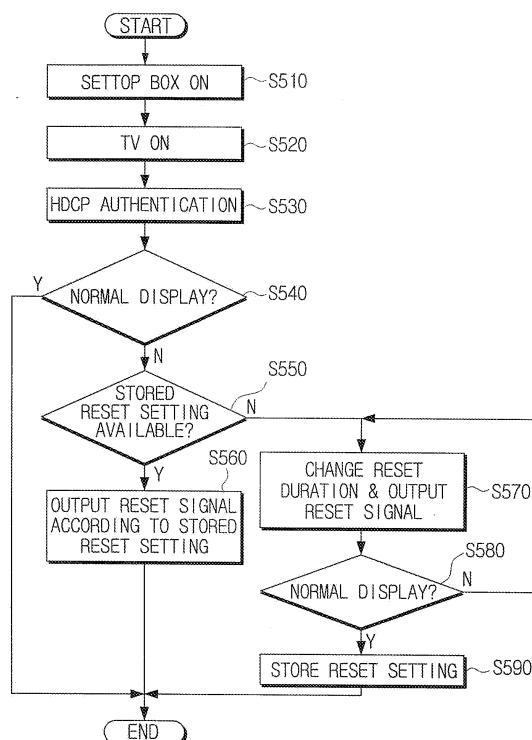 START
SETTOP BOX ON
S510
TV ON
S520
HDCP AUTHENTICATION
S530
Y
NORMAL DISPLAY?
S540
N
S550
STORED
RESET SETTING
AVAILABLE?
N
Y
S560
OUTPUT RESET SIGNAL
ACCORDING TO STORED
RESET SETTING
CHANGE RESET
DURATION & OUTPUT
RESET SIGNAL
S570
S580
NORMAL DISPLAY?
N
Y
STORE RESET SETTING
S590
END